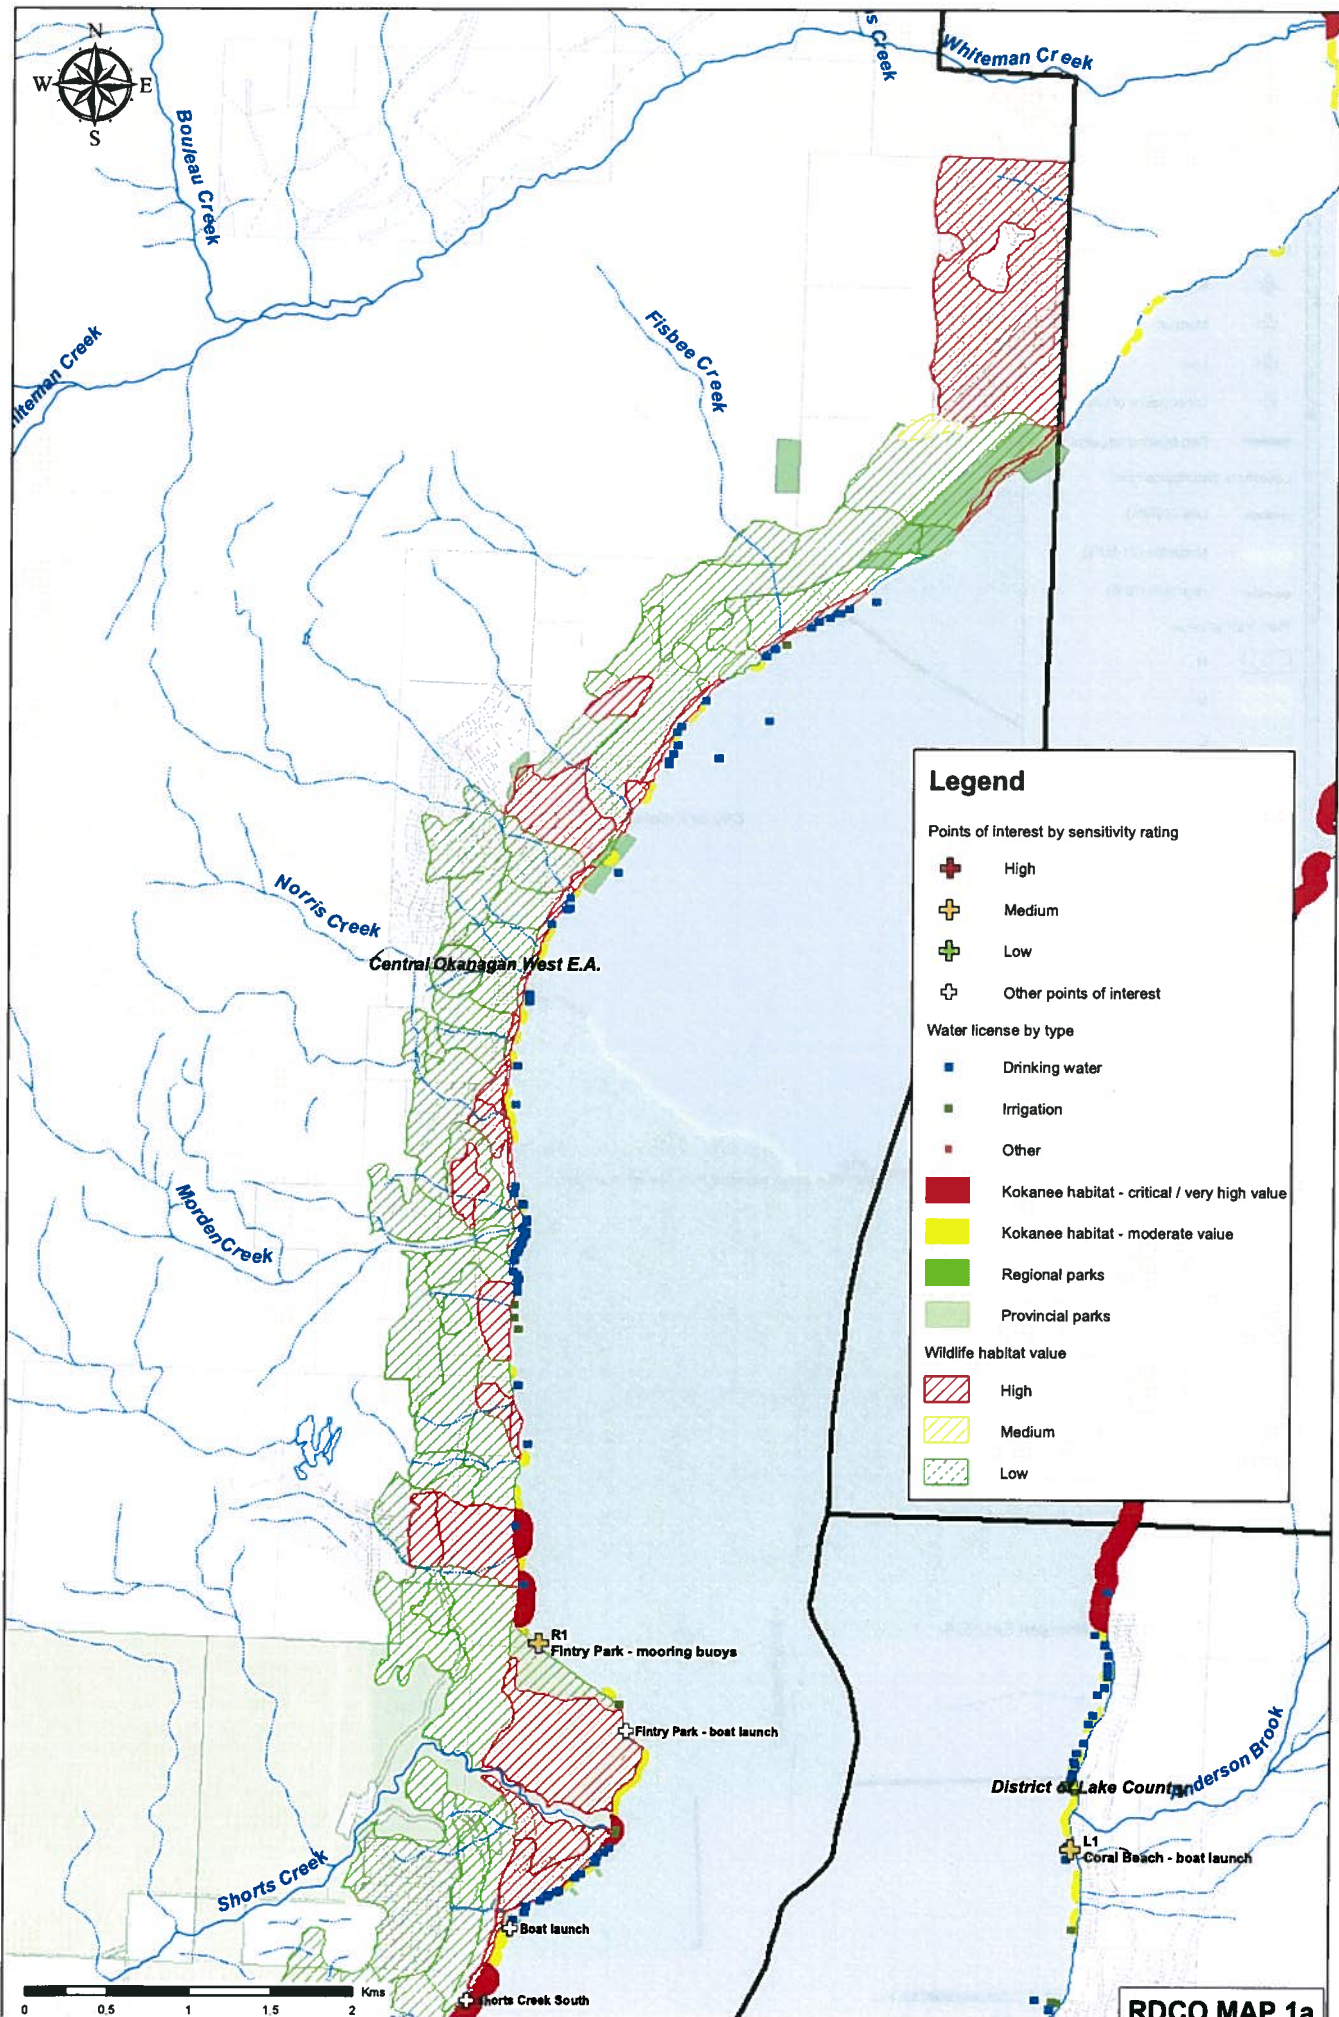 N
W E
S
s Creek
Whiteman Creek
Bouleau Creek
hiteman Creek
Fisbee Creek
Norris Creek
Central Okanagan West E.A.
Morden Creek
Legend
Points of interest by sensitivity rating
High
Medium
Low
Other points of interest
Water license by type
Drinking water
Irrigation
Other
Kokanee habitat - critical / very high value
Kokanee habitat - moderate value
Regional parks
Provincial parks
Wildlife habitat value
High
Medium
Low
R1
Fintry Park - mooring buoys
Fintry Park - boat launch
District of Lake Country
Anderson Brook
L1
Coral Beach - boat launch
Shorts Creek
Boat launch
Shorts Creek South
Kms
0 0.5 1 1.5 2
RDCO MAP 1a